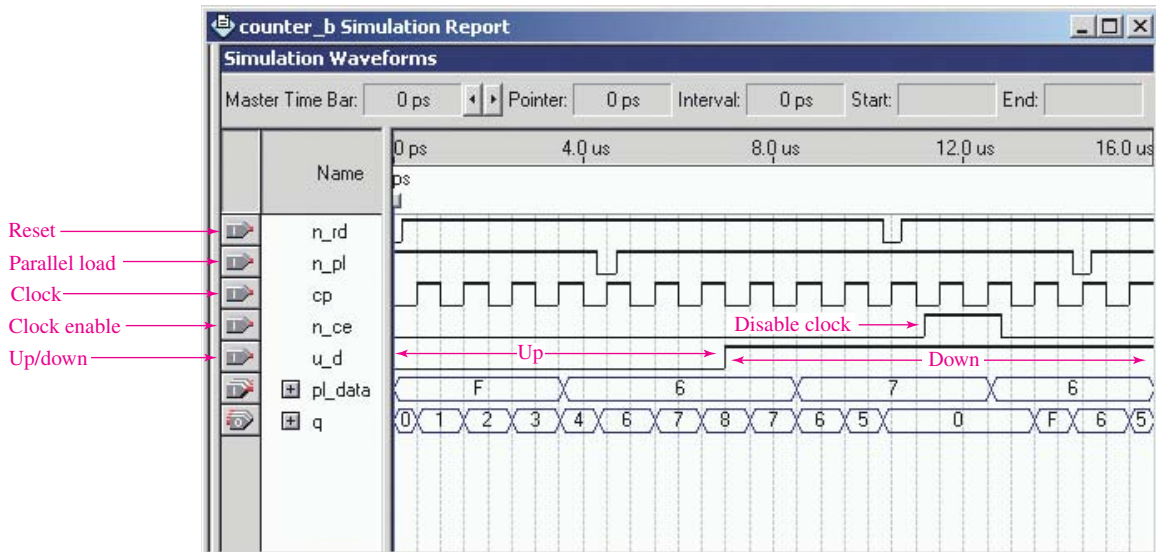 counter_b Simulation Report
Simulation Waveforms
Master Time Bar: 0 ps Pointer: 0 ps Interval: 0 ps Start: End:
Name
0 ps 4.0 us 8.0 us 12.0 us 16.0 us
ps
Reset n_rd
Parallel load n_pl
Clock cp
Clock enable n_ce Disable clock
Up/down u_d Up Down
pl_data F 6 7 6
q 0 1 2 3 4 6 7 8 7 6 5 0 F 6 5